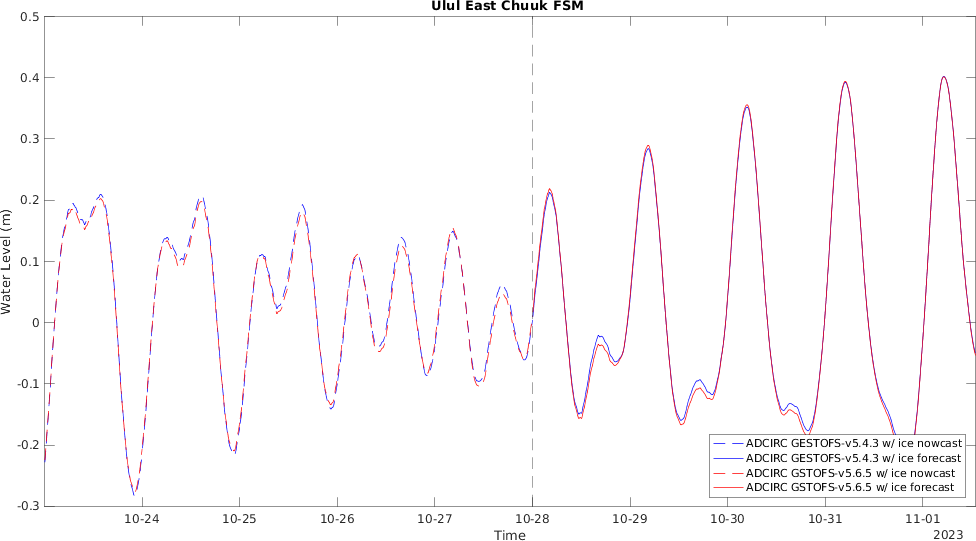 Ulul East Chuuk FSM
0.5
0.4
0.3
0.2
0.1
0
-0.1
-0.2
-0.3
Water Level (m)
ADCIRC GESTOFS-v5.4.3 w/ ice nowcast
ADCIRC GESTOFS-v5.4.3 w/ ice forecast
ADCIRC GSTOFS-v5.6.5 w/ ice nowcast
ADCIRC GSTOFS-v5.6.5 w/ ice forecast
10-24 10-25 10-26 10-27 10-28 10-29 10-30 10-31 11-01
Time
2023